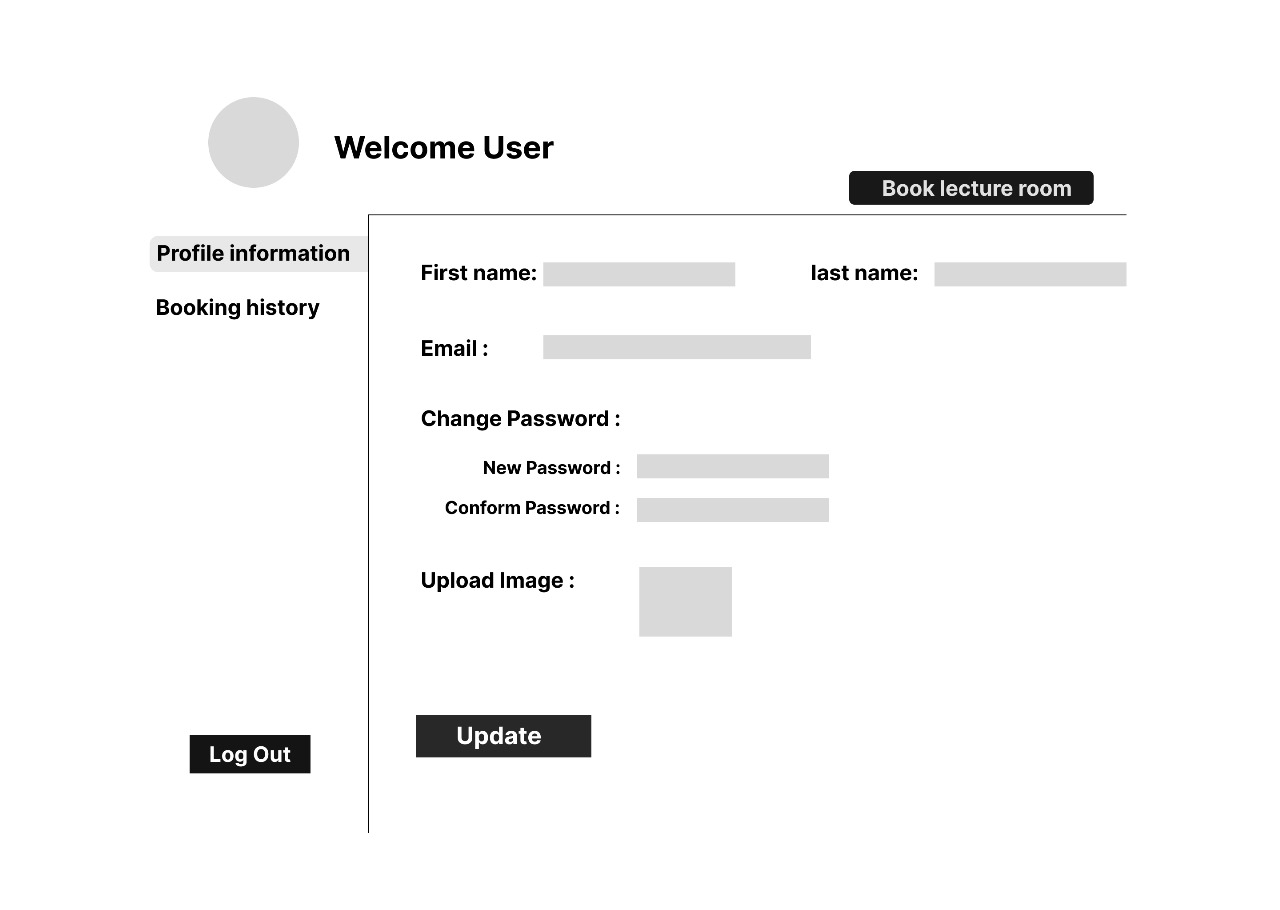 Welcome User
Book lecture room
Profile information
Booking history
First name:
last name:
Email :
Change Password :
New Password :
Conform Password :
Upload Image :
Update
Log Out